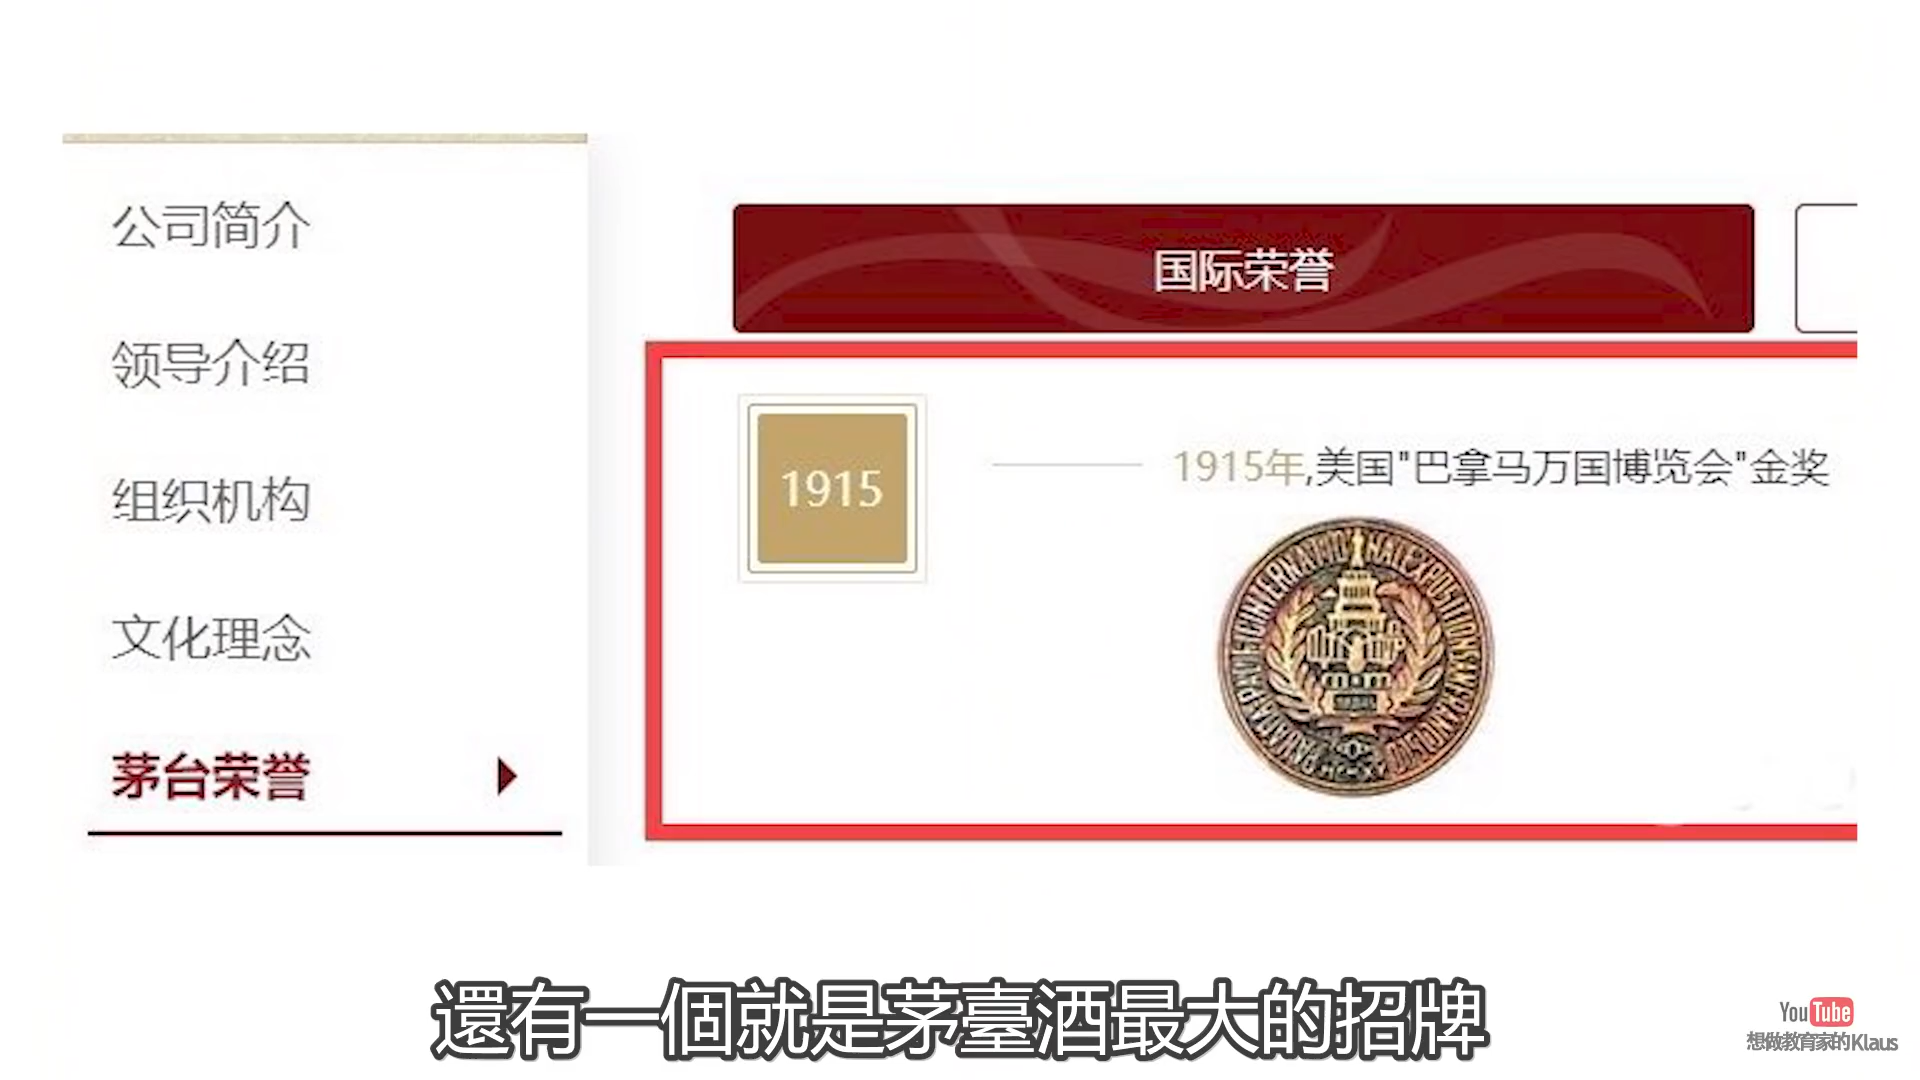 公司简介
领导介绍
组织机构
文化理念
茅台荣誉
国际荣誉
1915
1915年,美国"巴拿马万国博览会"金奖
還有一個就是茅臺酒最大的招牌
YouTube
想做教育家的Klaus